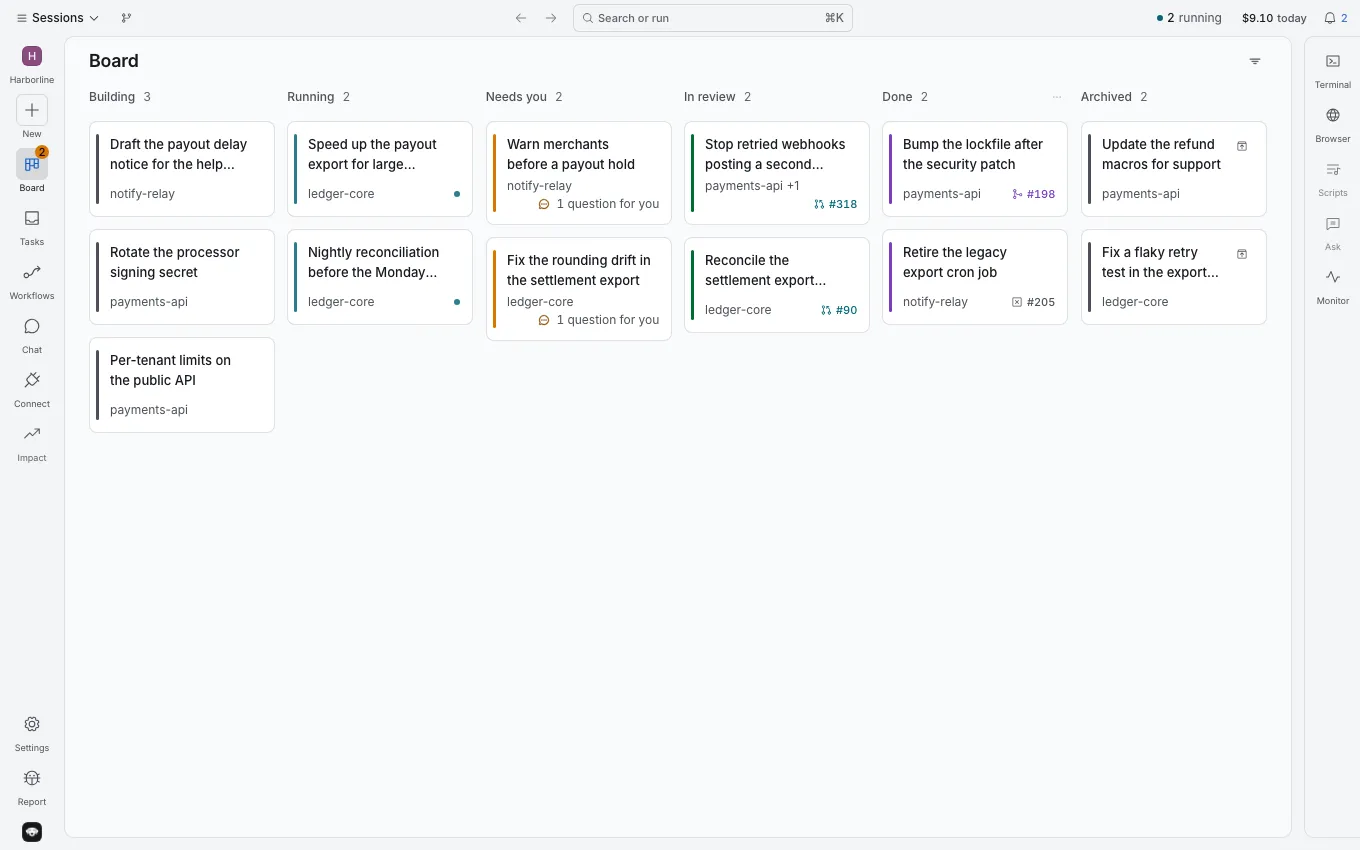 Sessions
Search or run
⌘K
2 running
$9.10 today
2
H
Harborline
New
2
Board
Tasks
Workflows
Chat
Connect
Impact
Settings
Report
Board
Building 3
Draft the payout delay
notice for the help...
notify-relay
Rotate the processor
signing secret
payments-api
Per-tenant limits on
the public API
payments-api
Running 2
Speed up the payout
export for large...
ledger-core
Nightly reconciliation
before the Monday...
ledger-core
Needs you 2
Warn merchants
before a payout hold
notify-relay
1 question for you
Fix the rounding drift in
the settlement export
ledger-core
1 question for you
In review 2
Stop retried webhooks
posting a second...
payments-api +1
#318
Reconcile the
settlement export...
ledger-core
#90
Done 2
Bump the lockfile after
the security patch
payments-api
#198
Retire the legacy
export cron job
notify-relay
#205
Archived 2
Update the refund
macros for support
payments-api
Fix a flaky retry
test in the export...
ledger-core
Terminal
Browser
Scripts
Ask
Monitor